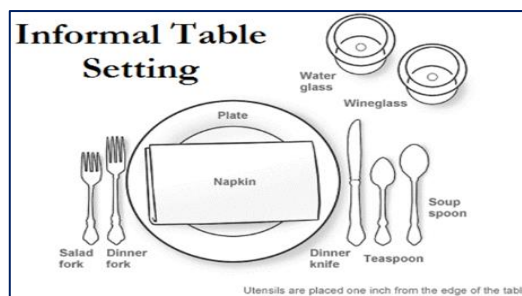 Informal Table
Setting
Water
glass
Wineglass
Plate
Napkin
Salad
fork
Dinner
fork
Dinner
knife
Teaspoon
Soup
spoon
Utensils are placed one inch from the edge of the tabl